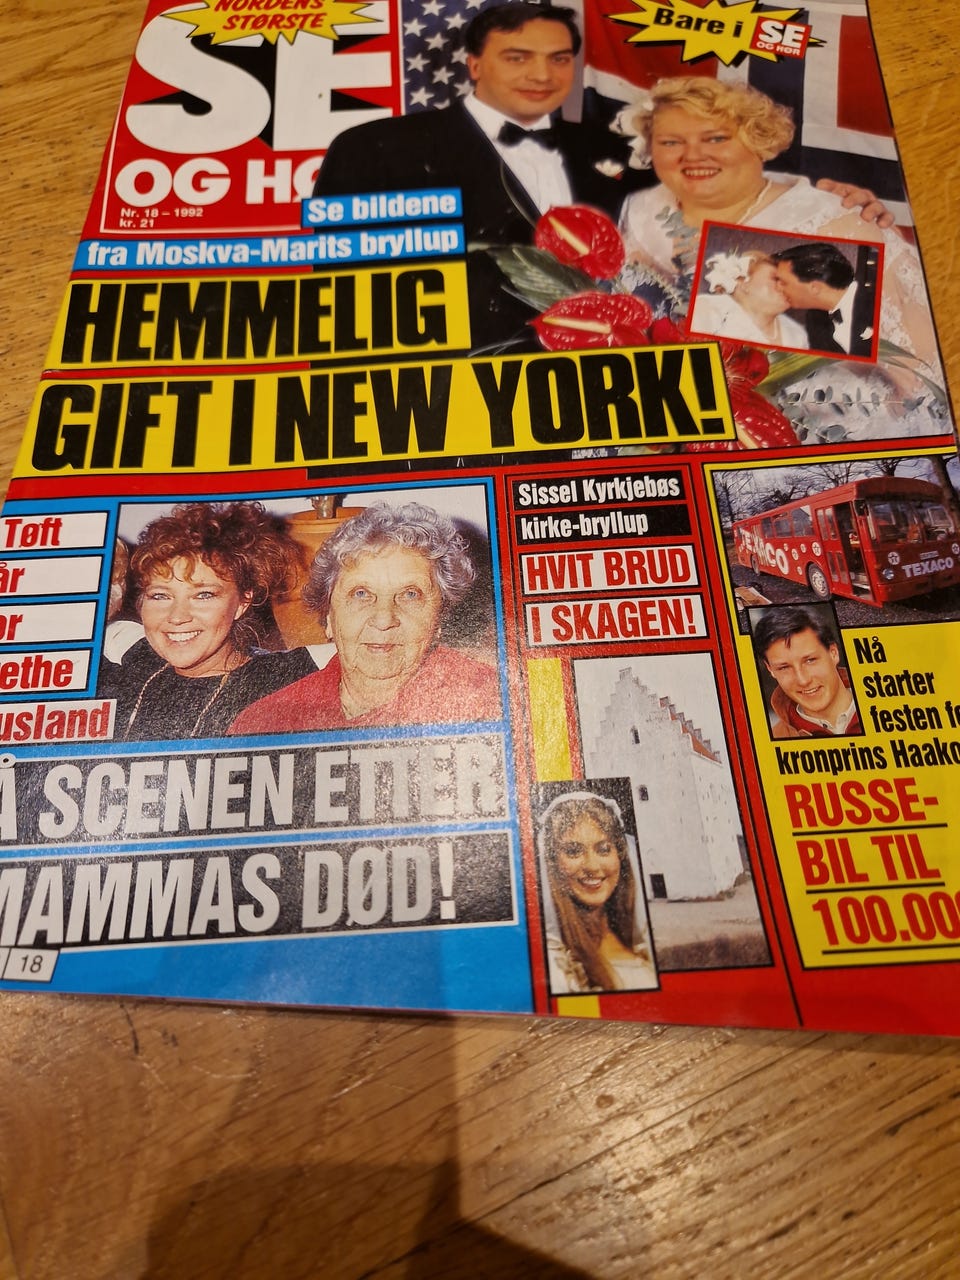 NORDENS
STØRSTE
SE
OG HØR
Nr. 18 – 1992
kr. 21
Bare i SE
OG HØR
Se bildene
fra Moskva-Marits bryllup
HEMMELIG
GIFT I NEW YORK!
Tøft
år
or
ethe
usland
Å SCENEN ETTER
MAMMAS DØD!
18
Sissel Kyrkjebøs
kirke-bryllup
HVIT BRUD
I SKAGEN!
TEXACO
TEXACO
Nå
starter
festen fo
kronprins Haako
RUSSE-
BIL TIL
100.000